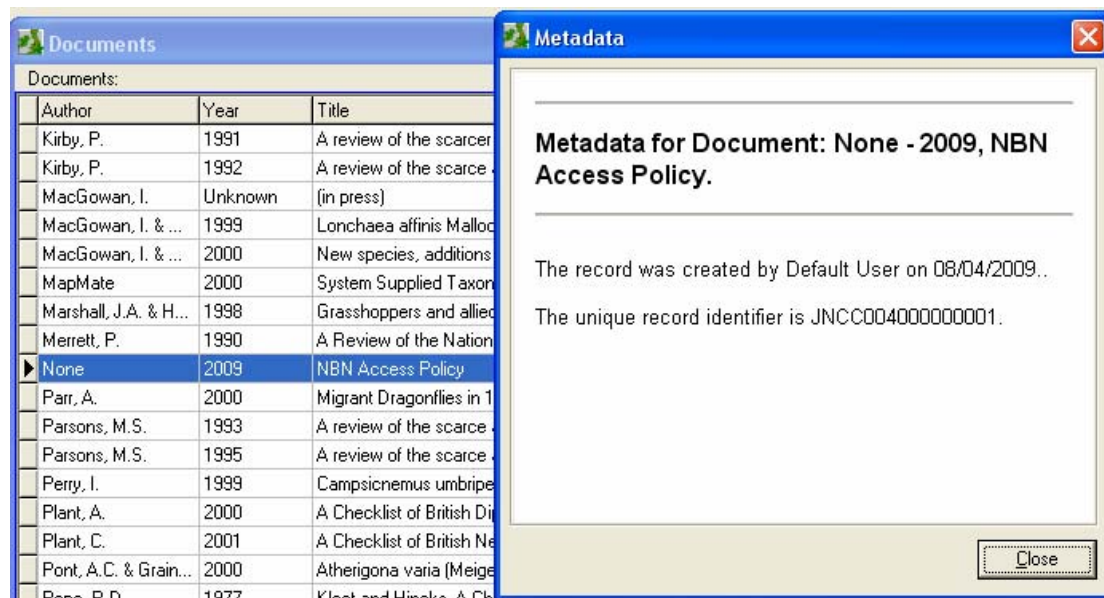 Documents
Documents:
Author Year Title
Kirby, P. 1991 A review of the scarcer
Kirby, P. 1992 A review of the scarce
MacGowan, I. Unknown (in press)
MacGowan, I. & ... 1999 Lonchaea affinis Malloc
MacGowan, I. & ... 2000 New species, additions
MapMate 2000 System Supplied Taxon
Marshall, J.A. & H... 1998 Grasshoppers and allied
Merrett, P. 1990 A Review of the Nation
None 2009 NBN Access Policy
Parr, A. 2000 Migrant Dragonflies in 1
Parsons, M.S. 1993 A review of the scarce
Parsons, M.S. 1995 A review of the scarce
Perry, I. 1999 Campsicnemus umbripe
Plant, A. 2000 A Checklist of British Dip
Plant, C. 2001 A Checklist of British Ne
Pont, A.C. & Grain... 2000 Atherigona varia (Meige
1977
Metadata
Metadata for Document: None - 2009, NBN
Access Policy.
The record was created by Default User on 08/04/2009..
The unique record identifier is JNCC004000000001.
Close